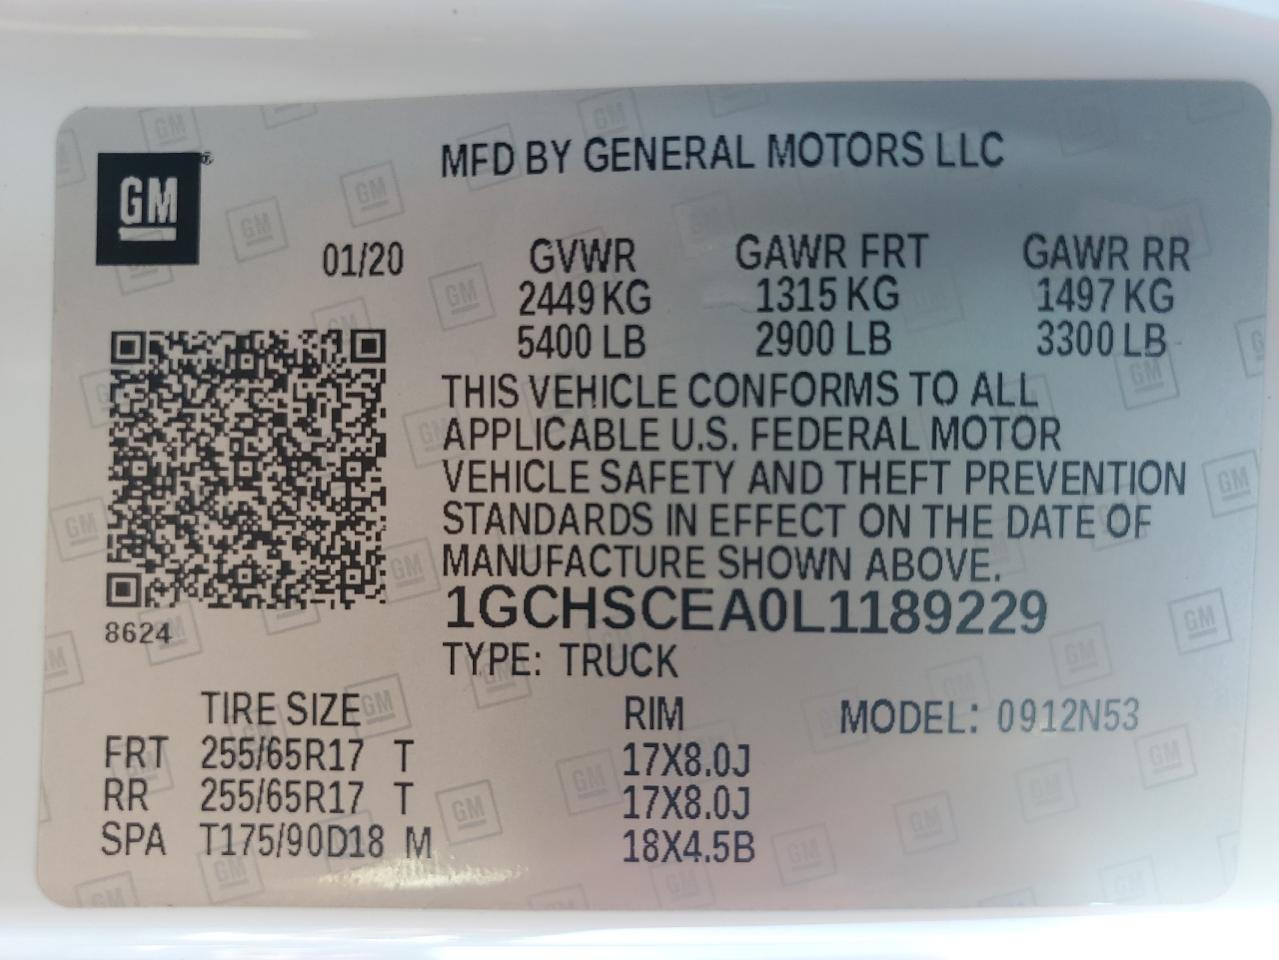 GM
MFD BY GENERAL MOTORS LLC
01/20 GVWR GAWR FRT GAWR RR
2449 KG 1315 KG 1497 KG
5400 LB 2900 LB 3300 LB
THIS VEHICLE CONFORMS TO ALL
APPLICABLE U.S. FEDERAL MOTOR
VEHICLE SAFETY AND THEFT PREVENTION
STANDARDS IN EFFECT ON THE DATE OF
MANUFACTURE SHOWN ABOVE.
1GCHSCEA0L1189229
8624
TYPE: TRUCK
TIRE SIZE RIM MODEL: 0912N53
FRT 255/65R17 T 17X8.0J
RR 255/65R17 T 17X8.0J
SPA T175/90D18 M 18X4.5B